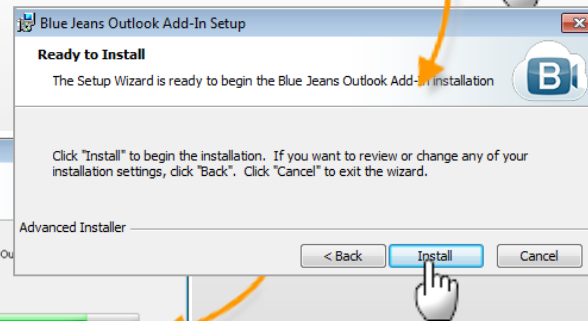 Blue Jeans Outlook Add-In Setup
Ready to Install
The Setup Wizard is ready to begin the Blue Jeans Outlook Add-In installation
B
Click "Install" to begin the installation. If you want to review or change any of your
installation settings, click "Back". Click "Cancel" to exit the wizard.
Advanced Installer
Ou
< Back
Install
Cancel